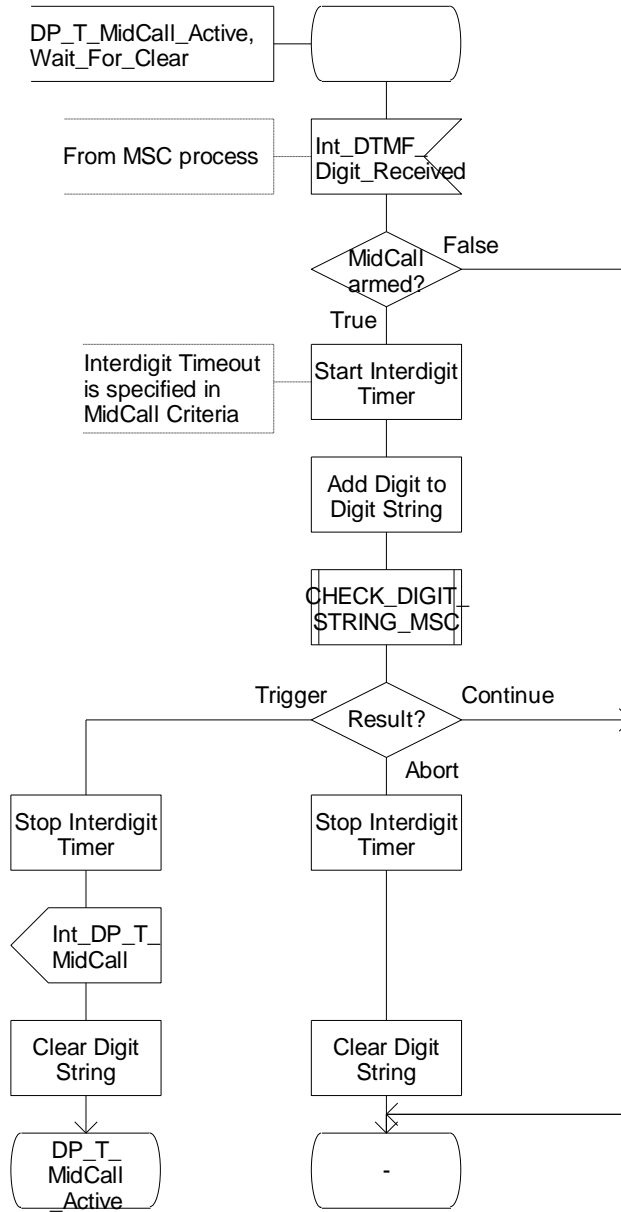 DP_T_MidCall_Active,
Wait_For_Clear
From MSC process
Int_DTMF_
Digit_Received
MidCall
armed?
False
True
Interdigit Timeout
is specified in
MidCall Criteria
Start Interdigit
Timer
Add Digit to
Digit String
CHECK_DIGIT_
STRING_MSC
Trigger
Result?
Continue
Abort
Stop Interdigit
Timer
Stop Interdigit
Timer
Int_DP_T_
MidCall
Clear Digit
String
Clear Digit
String
DP_T_
MidCall
_Active
-